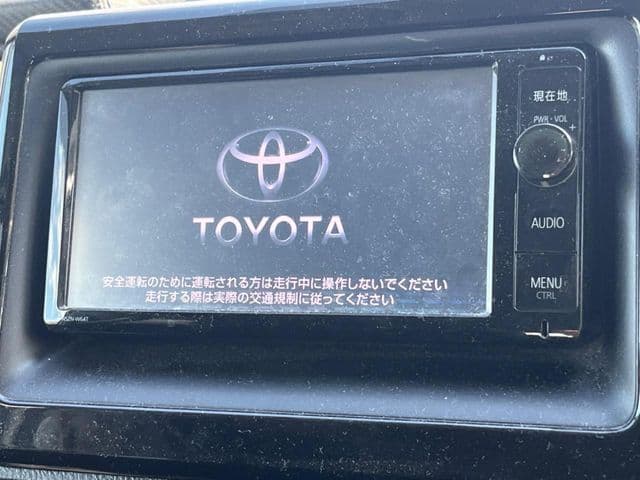 現在地
PWR・VOL
TOYOTA
AUDIO
安全運転のために運転される方は走行中に操作しないでください
走行する際は実際の交通規制に従ってください
MENU
CTRL